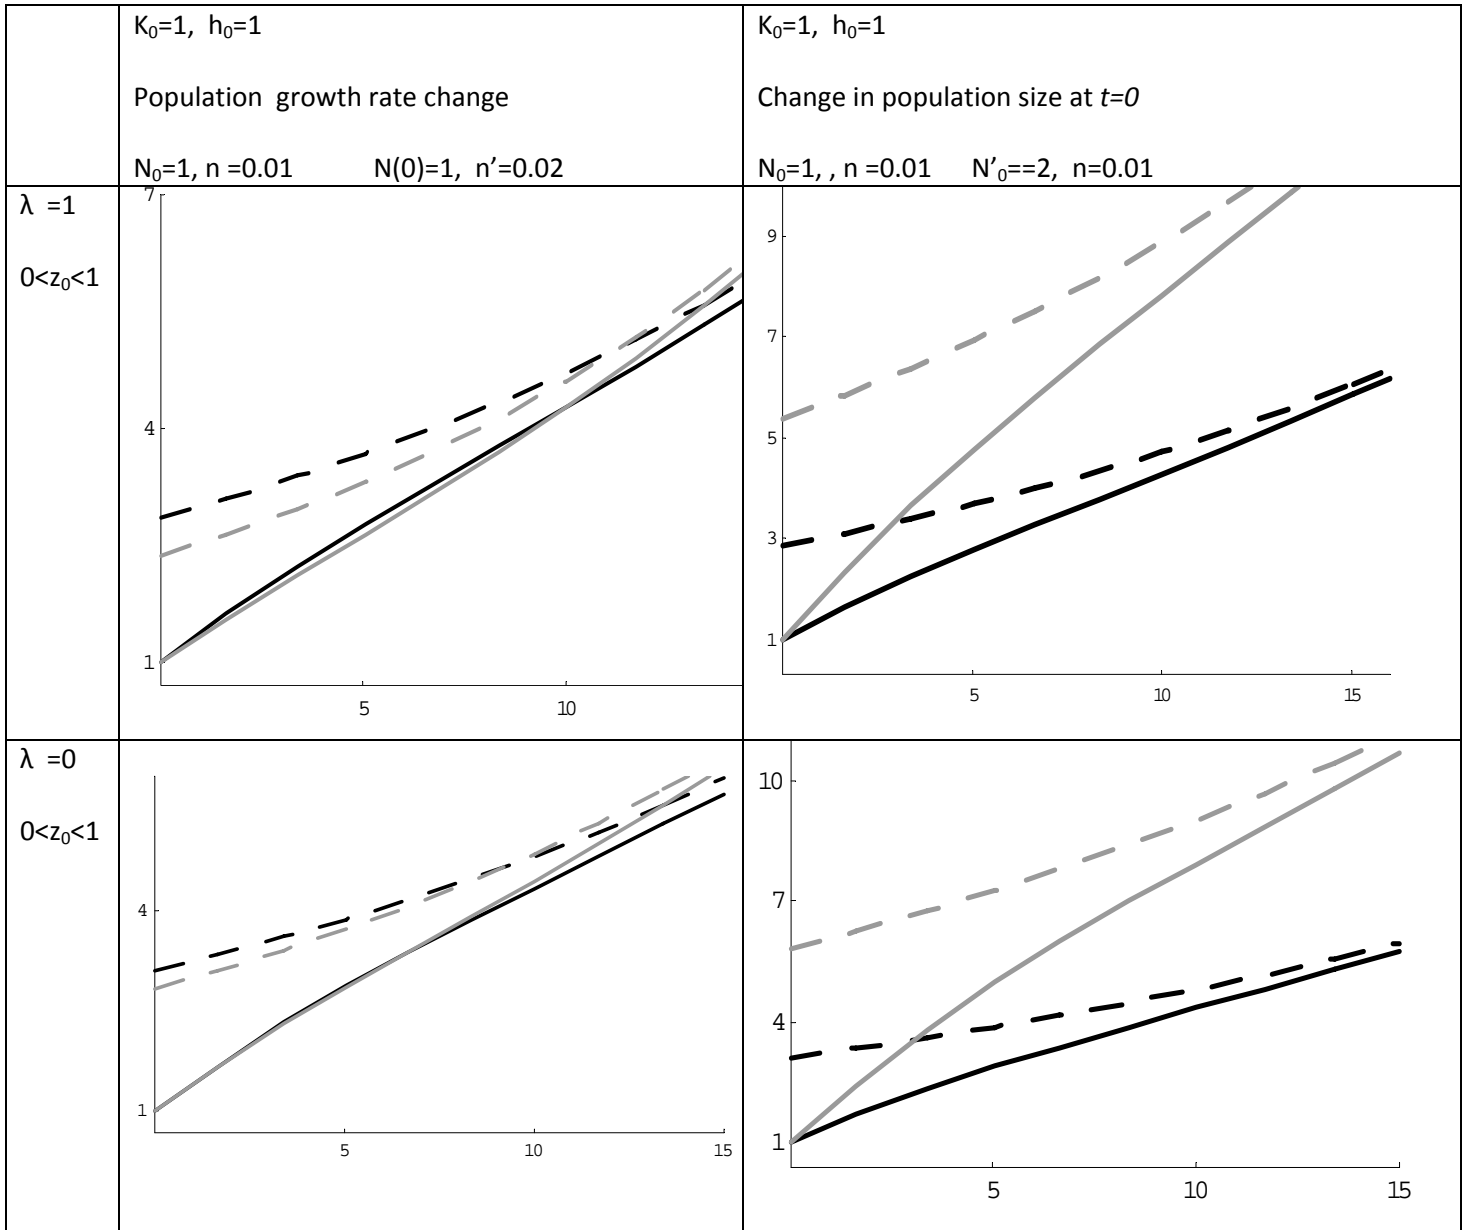 K₀=1, h₀=1
Population growth rate change
N₀=1, n =0.01 N(0)=1, n'=0.02
K₀=1, h₀=1
Change in population size at t=0
N₀=1, , n =0.01 N'₀==2, n=0.01
λ =1
0<z₀<1
7
4
1
5 10
9
7
5
3
1
5 10 15
λ =0
0<z₀<1
4
1
5 10 15
10
7
4
1
5 10 15